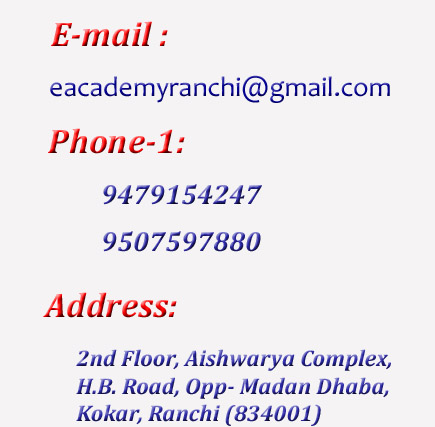 E-mail :
eacademyranchi@gmail.com
Phone-1:
9479154247
9507597880
Address:
2nd Floor, Aishwarya Complex,
H.B. Road, Opp- Madan Dhaba,
Kokar, Ranchi (834001)